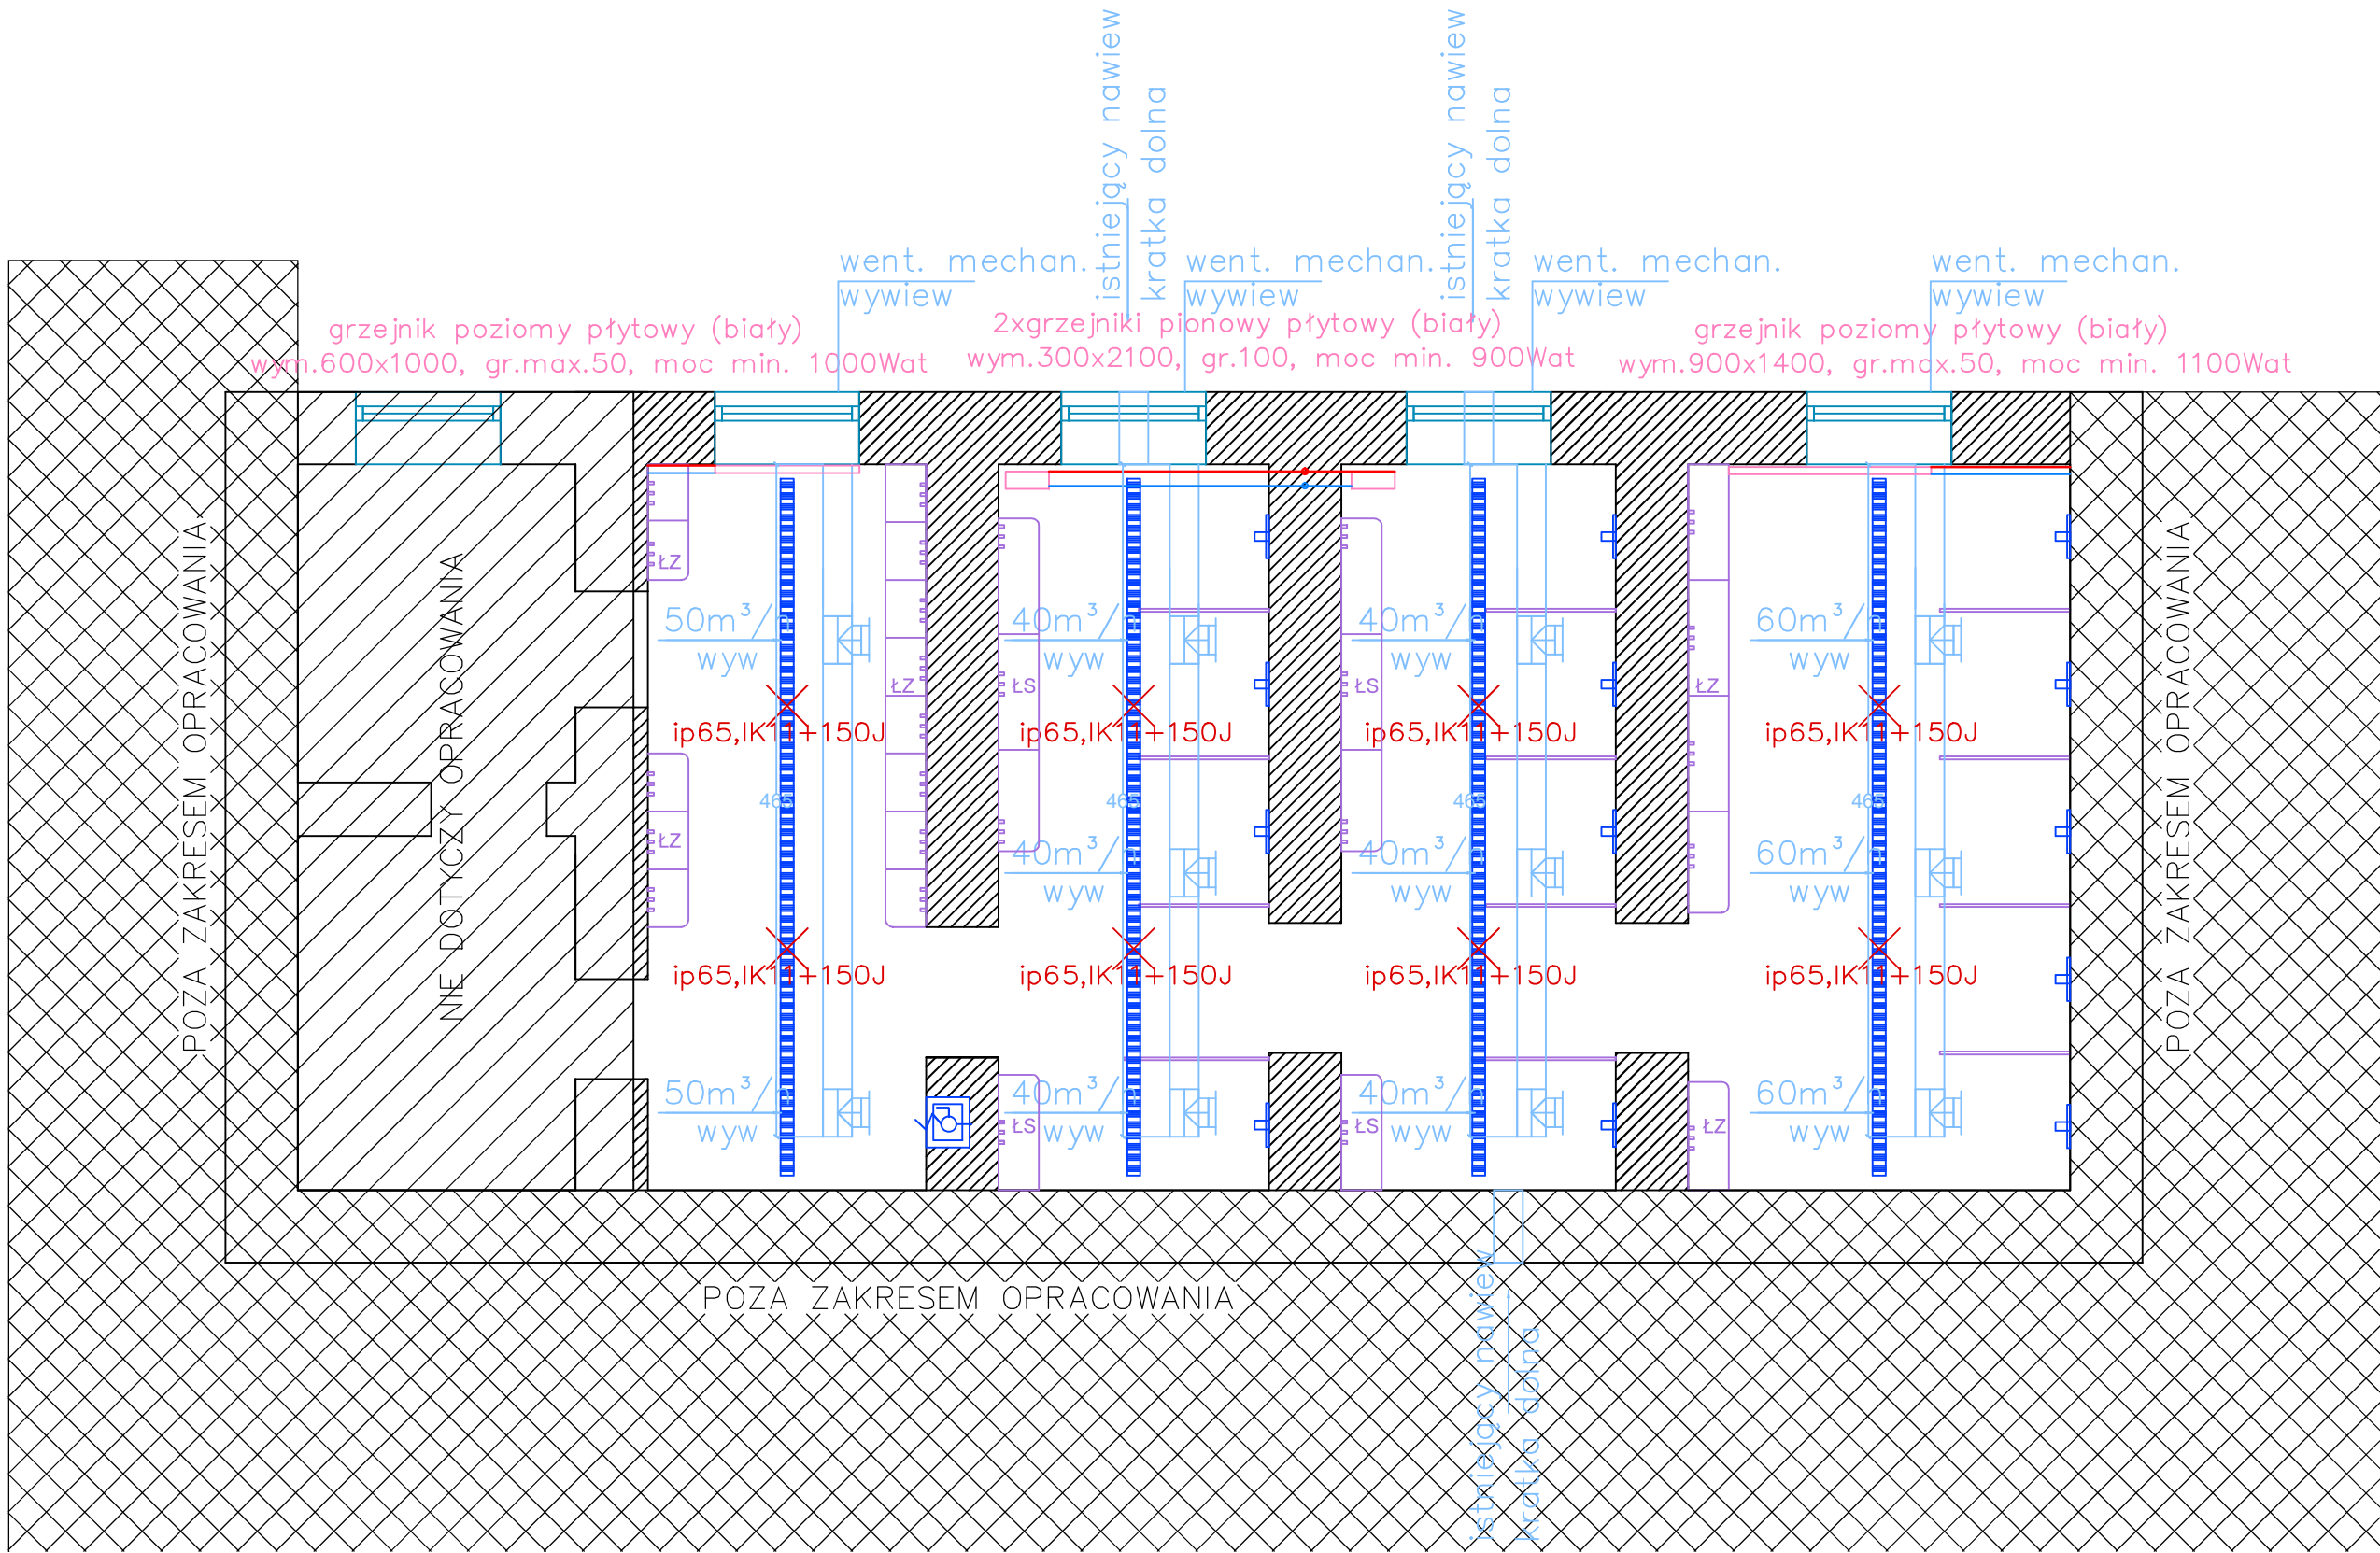 istniejący nawiew
kratka dolna
istniejący nawiew
kratka dolna
went. mechan.
wywiew
went. mechan.
wywiew
went. mechan.
wywiew
went. mechan.
wywiew
grzejnik poziomy płytowy (biały)
wym.600x1000, gr.max.50, moc min. 1000Wat
2xgrzejniki pionowy płytowy (biały)
wym.300x2100, gr.100, moc min. 900Wat
grzejnik poziomy płytowy (biały)
wym.900x1400, gr.max.50, moc min. 1100Wat
POZA ZAKRESEM OPRACOWANIA
NIE DOTYCZY OPRACOWANIA
POZA ZAKRESEM OPRACOWANIA
ŁZ
50m³/h
wyw
40m³/h
wyw
40m³/h
wyw
60m³/h
wyw
ŁZ
ŁS
ŁS
ŁZ
ip65,IK11+150J
ip65,IK11+150J
ip65,IK11+150J
ip65,IK11+150J
465
465
465
465
ŁZ
40m³/h
wyw
40m³/h
wyw
60m³/h
wyw
ip65,IK11+150J
ip65,IK11+150J
ip65,IK11+150J
ip65,IK11+150J
50m³/h
wyw
40m³/h
wyw
40m³/h
wyw
60m³/h
wyw
ŁS
ŁS
ŁZ
POZA ZAKRESEM OPRACOWANIA
istniejący nawiew
kratka dolna